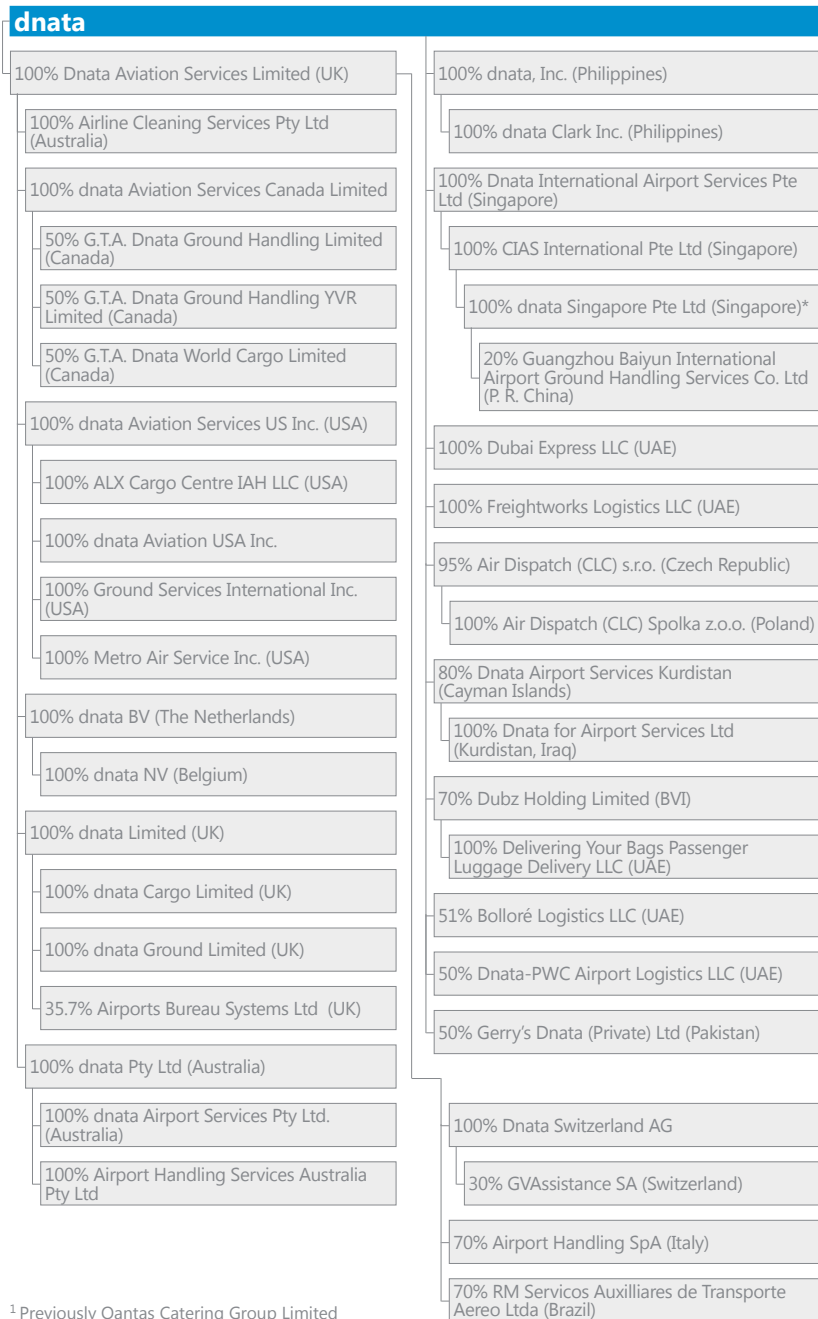 dnata
100% Dnata Aviation Services Limited (UK)
100% Airline Cleaning Services Pty Ltd
(Australia)
100% dnata Aviation Services Canada Limited
50% G.T.A. Dnata Ground Handling Limited
(Canada)
50% G.T.A. Dnata Ground Handling YVR
Limited (Canada)
50% G.T.A. Dnata World Cargo Limited
(Canada)
100% dnata Aviation Services US Inc. (USA)
100% ALX Cargo Centre IAH LLC (USA)
100% dnata Aviation USA Inc.
100% Ground Services International Inc.
(USA)
100% Metro Air Service Inc. (USA)
100% dnata BV (The Netherlands)
100% dnata NV (Belgium)
100% dnata Limited (UK)
100% dnata Cargo Limited (UK)
100% dnata Ground Limited (UK)
35.7% Airports Bureau Systems Ltd (UK)
100% dnata Pty Ltd (Australia)
100% dnata Airport Services Pty Ltd.
(Australia)
100% Airport Handling Services Australia
Pty Ltd
100% dnata, Inc. (Philippines)
100% dnata Clark Inc. (Philippines)
100% Dnata International Airport Services Pte
Ltd (Singapore)
100% CIAS International Pte Ltd (Singapore)
100% dnata Singapore Pte Ltd (Singapore)*
20% Guangzhou Baiyun International
Airport Ground Handling Services Co. Ltd
(P. R. China)
100% Dubai Express LLC (UAE)
100% Freightworks Logistics LLC (UAE)
95% Air Dispatch (CLC) s.r.o. (Czech Republic)
100% Air Dispatch (CLC) Spolka z.o.o. (Poland)
80% Dnata Airport Services Kurdistan
(Cayman Islands)
100% Dnata for Airport Services Ltd
(Kurdistan, Iraq)
70% Dubz Holding Limited (BVI)
100% Delivering Your Bags Passenger
Luggage Delivery LLC (UAE)
51% Bolloré Logistics LLC (UAE)
50% Dnata-PWC Airport Logistics LLC (UAE)
50% Gerry's Dnata (Private) Ltd (Pakistan)
100% Dnata Switzerland AG
30% GVAssistance SA (Switzerland)
70% Airport Handling SpA (Italy)
70% RM Servicos Auxilliares de Transporte
Aereo Ltda (Brazil)
1 Previously Qantas Catering Group Limited